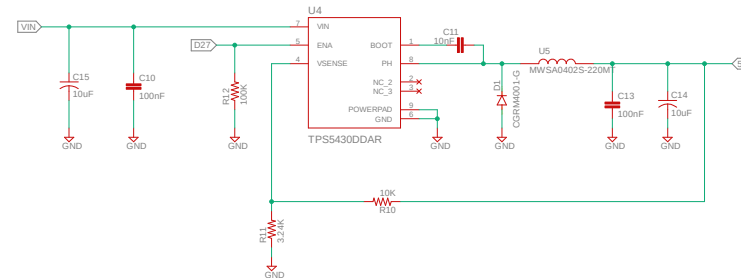 U4
VIN
7
VIN
5
ENA
D27
4
VSENSE
BOOT
1
PH
8
NC_2
2
NC_3
3
POWERPAD
9
GND
6
TPS5430DDAR
C11
10nF
U5
MWSA0402S-220MT
C15
10uF
C10
100nF
R12
100K
D1
CGRM4001-G
C13
100nF
C14
10uF
GND
GND
GND
GND
GND
GND
GND
10K
R10
R11
3.24K
GND